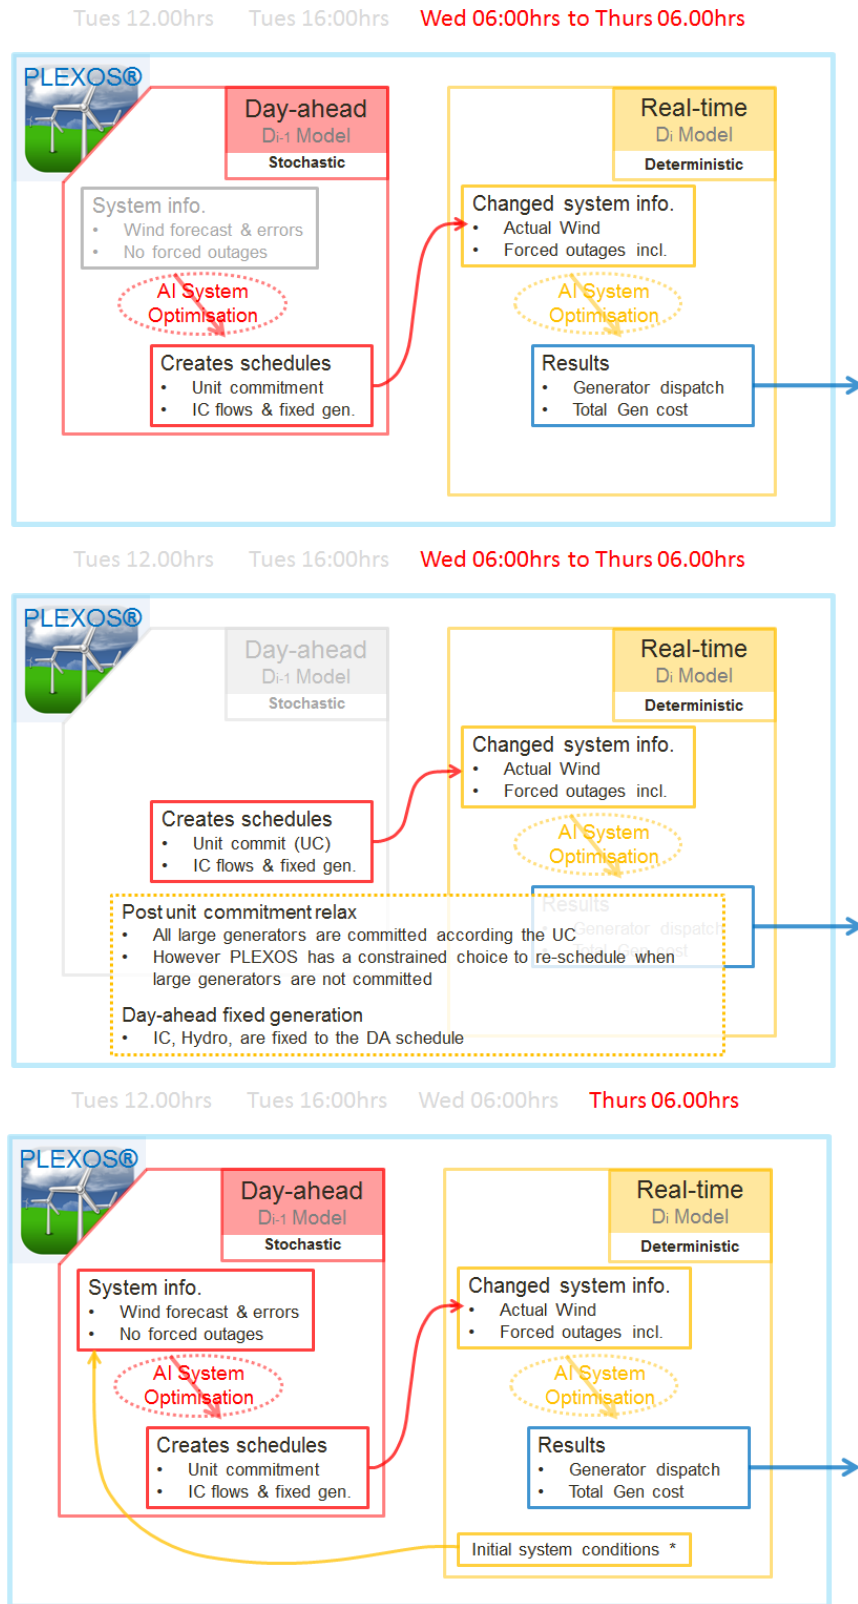 Tues 12.00hrs Tues 16:00hrs Wed 06:00hrs to Thurs 06.00hrs
PLEXOS®
Day-ahead
Di-1 Model
Stochastic
Real-time
Di Model
Deterministic
System info.
• Wind forecast & errors
• No forced outages
Changed system info.
• Actual Wind
• Forced outages incl.
AI System
Optimisation
AI System
Optimisation
Creates schedules
• Unit commitment
• IC flows & fixed gen.
Results
• Generator dispatch
• Total Gen cost
Tues 12.00hrs Tues 16:00hrs Wed 06:00hrs to Thurs 06.00hrs
PLEXOS®
Day-ahead
Di-1 Model
Stochastic
Real-time
Di Model
Deterministic
Changed system info.
• Actual Wind
• Forced outages incl.
Creates schedules
• Unit commit (UC)
• IC flows & fixed gen.
AI System
Optimisation
Results
• Generator dispatch
• Total Gen cost
Post unit commitment relax
• All large generators are committed according the UC
• However PLEXOS has a constrained choice to re-schedule when
large generators are not committed
Day-ahead fixed generation
• IC, Hydro, are fixed to the DA schedule
Tues 12.00hrs Tues 16:00hrs Wed 06:00hrs Thurs 06.00hrs
PLEXOS®
Day-ahead
Di-1 Model
Stochastic
Real-time
Di Model
Deterministic
System info.
• Wind forecast & errors
• No forced outages
Changed system info.
• Actual Wind
• Forced outages incl.
AI System
Optimisation
AI System
Optimisation
Creates schedules
• Unit commitment
• IC flows & fixed gen.
Results
• Generator dispatch
• Total Gen cost
Initial system conditions *